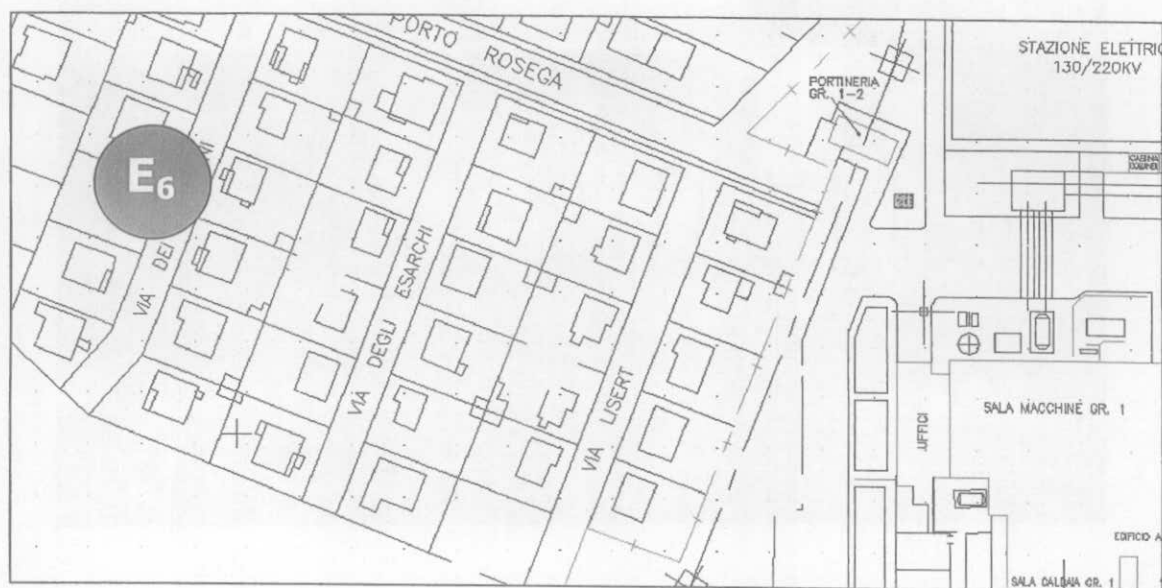 PORTO ROSEGA
STAZIONE ELETTRIC
130/220KV
PORTINERIA
GR. 1-2
E6
VIA DEI
VIA DEGLI ESARCHI
VIA LISERT
UFFICI
SALA MACCHINE GR. 1
EDIFICIO A
SALA CALDAIA GR. 1